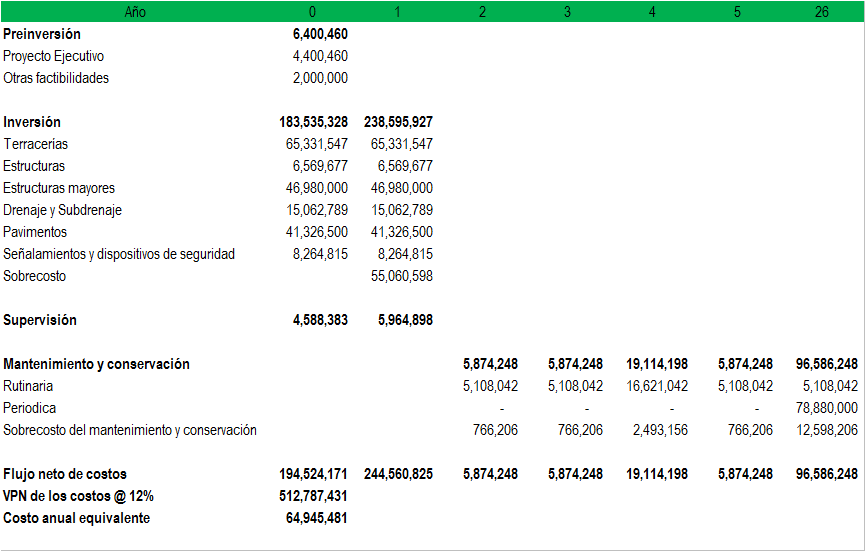 Año 0 1 2 3 4 5 26
Preinversión 6,400,460
Proyecto Ejecutivo 4,400,460
Otras factibilidades 2,000,000
Inversión 183,535,328 238,595,927
Terracerías 65,331,547 65,331,547
Estructuras 6,569,677 6,569,677
Estructuras mayores 46,980,000 46,980,000
Drenaje y Subdrenaje 15,062,789 15,062,789
Pavimentos 41,326,500 41,326,500
Señalamientos y dispositivos de seguridad 8,264,815 8,264,815
Sobrecosto 55,060,598
Supervisión 4,588,383 5,964,898
Mantenimiento y conservación 5,874,248 5,874,248 19,114,198 5,874,248 96,586,248
Rutinaria 5,108,042 5,108,042 16,621,042 5,108,042 5,108,042
Periodica - - - - 78,880,000
Sobrecosto del mantenimiento y conservación 766,206 766,206 2,493,156 766,206 12,598,206
Flujo neto de costos 194,524,171 244,560,825 5,874,248 5,874,248 19,114,198 5,874,248 96,586,248
VPN de los costos @ 12% 512,787,431
Costo anual equivalente 64,945,481